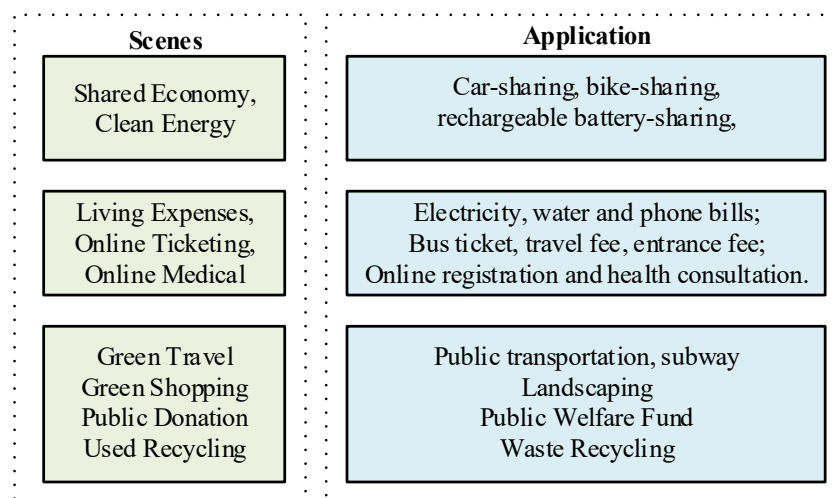 Scenes
Shared Economy,
Clean Energy
Living Expenses,
Online Ticketing,
Online Medical
Green Travel
Green Shopping
Public Donation
Used Recycling
Application
Car-sharing, bike-sharing,
rechargeable battery-sharing,
Electricity, water and phone bills;
Bus ticket, travel fee, entrance fee;
Online registration and health consultation.
Public transportation, subway
Landscaping
Public Welfare Fund
Waste Recycling